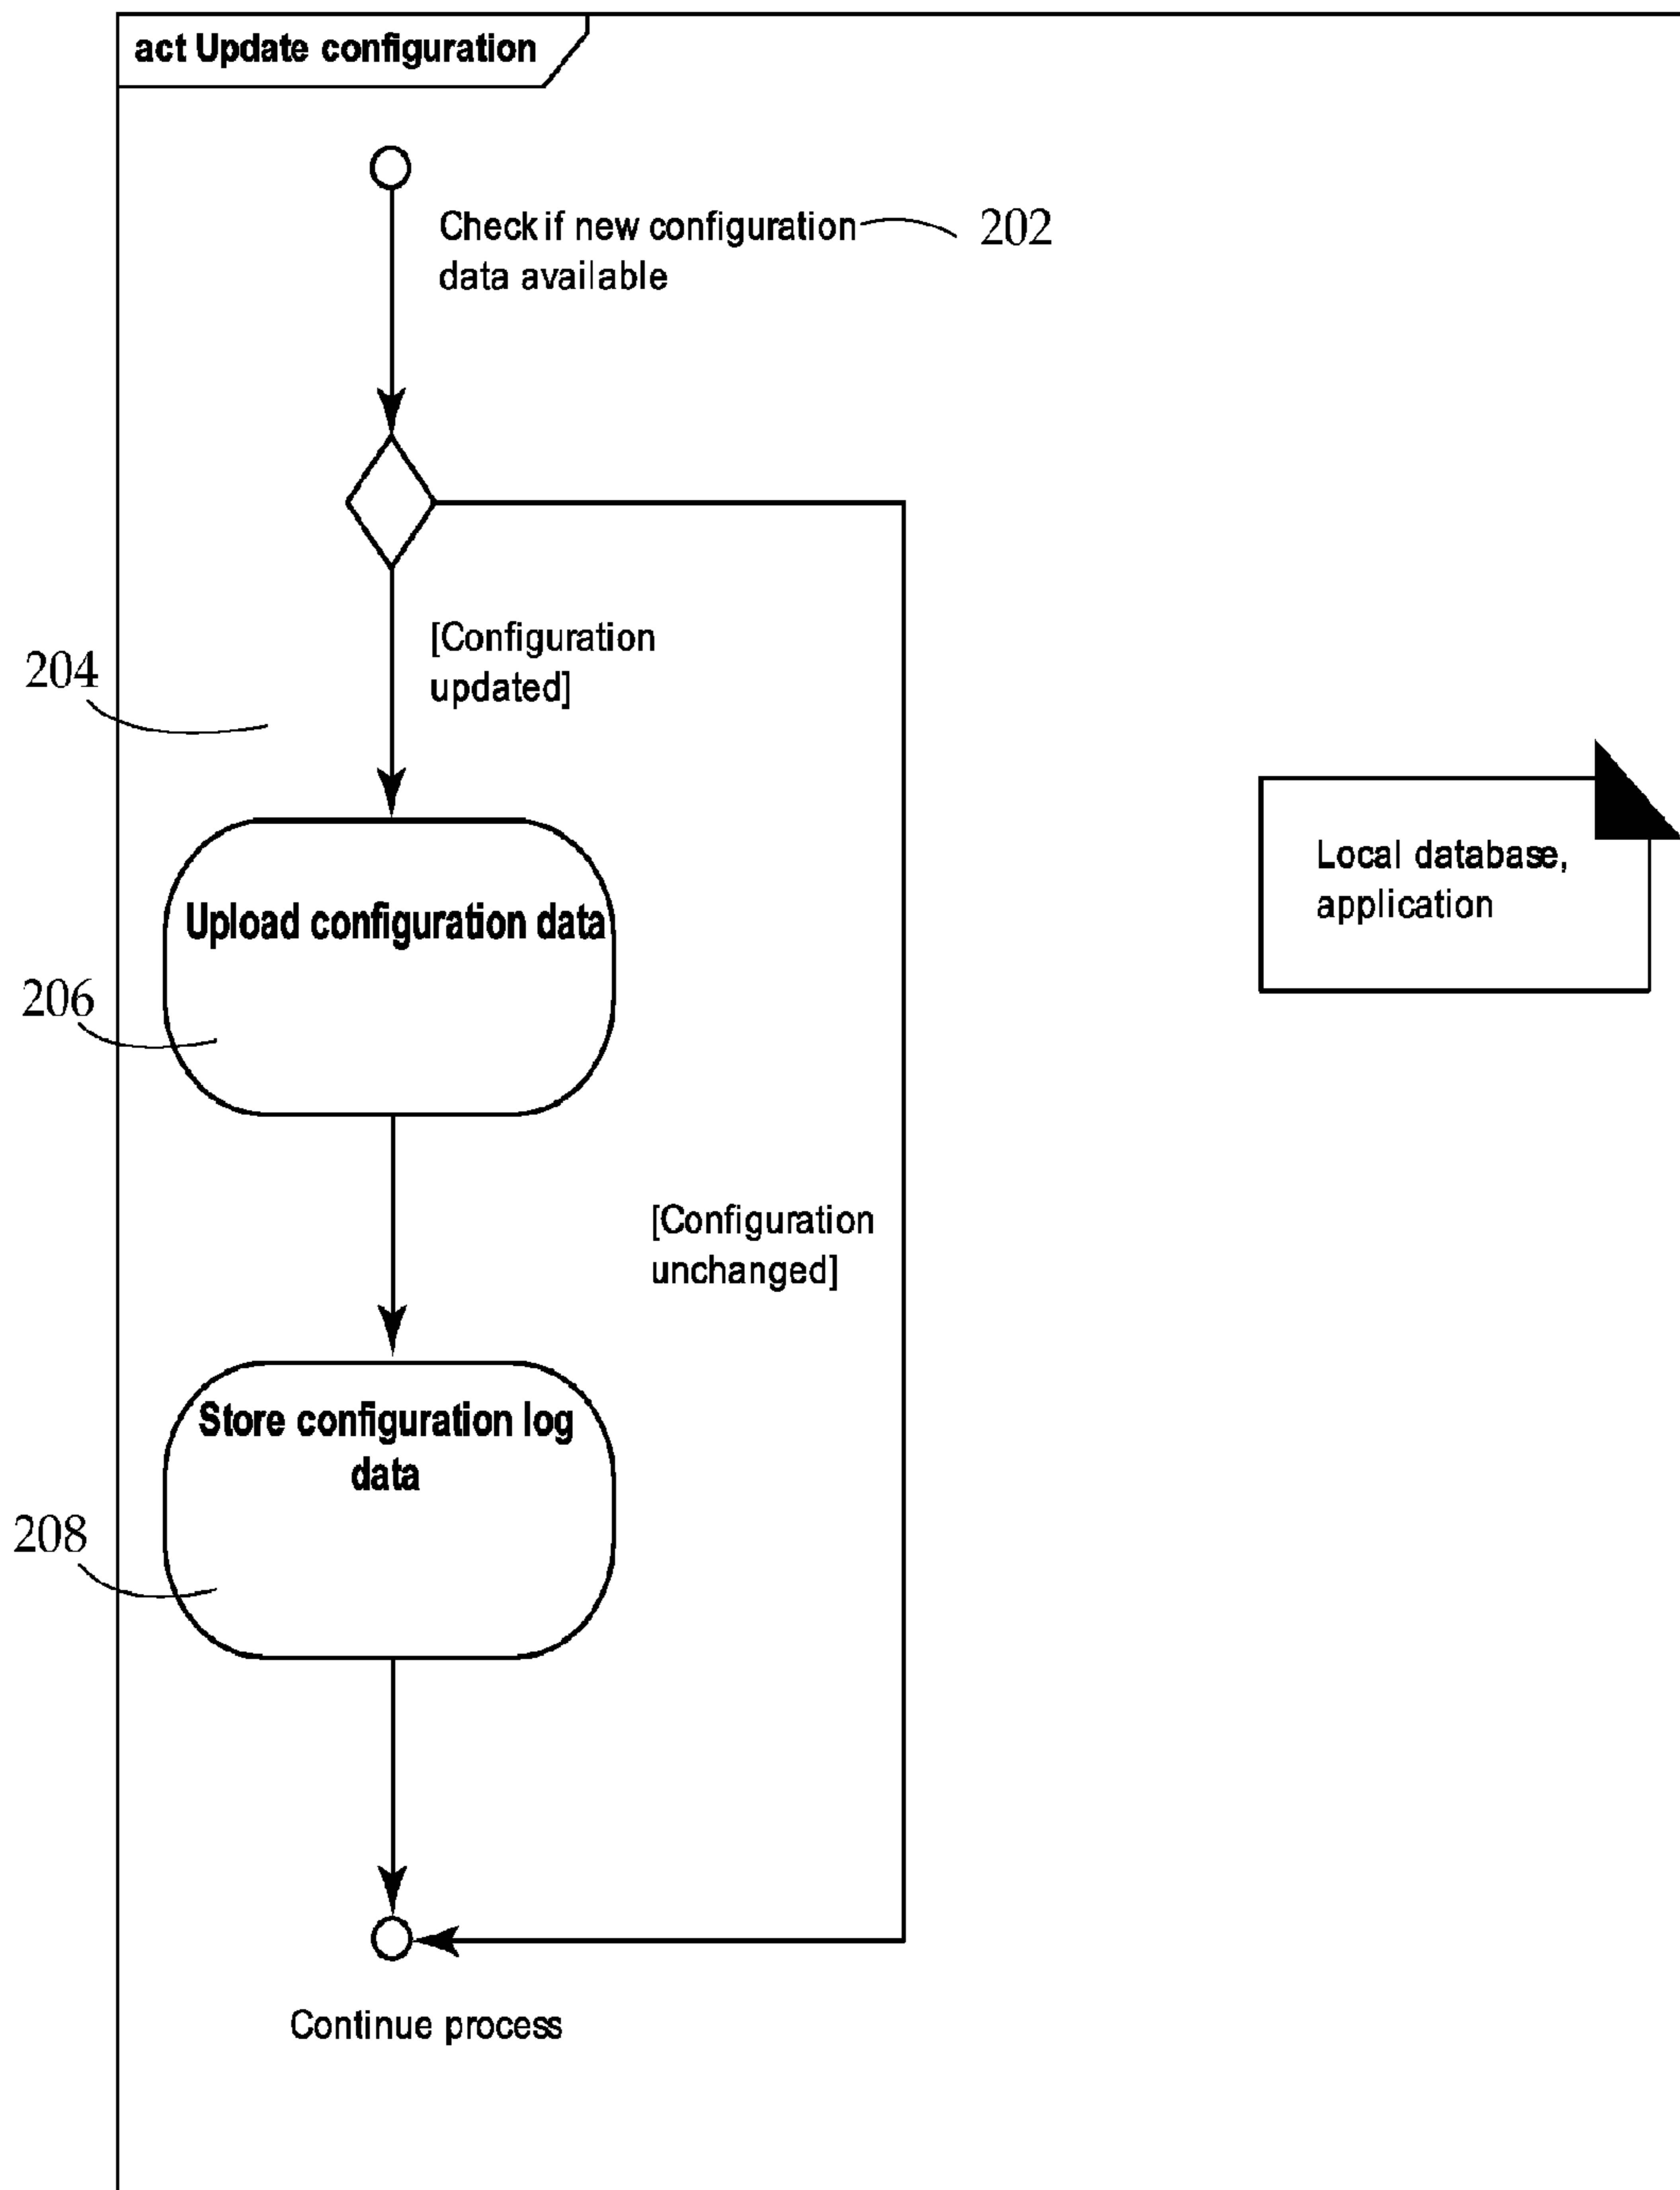 act Update configuration
Check if new configuration
data available
202
[Configuration
updated]
204
Local database,
application
Upload configuration data
206
[Configuration
unchanged]
Store configuration log
data
208
Continue process